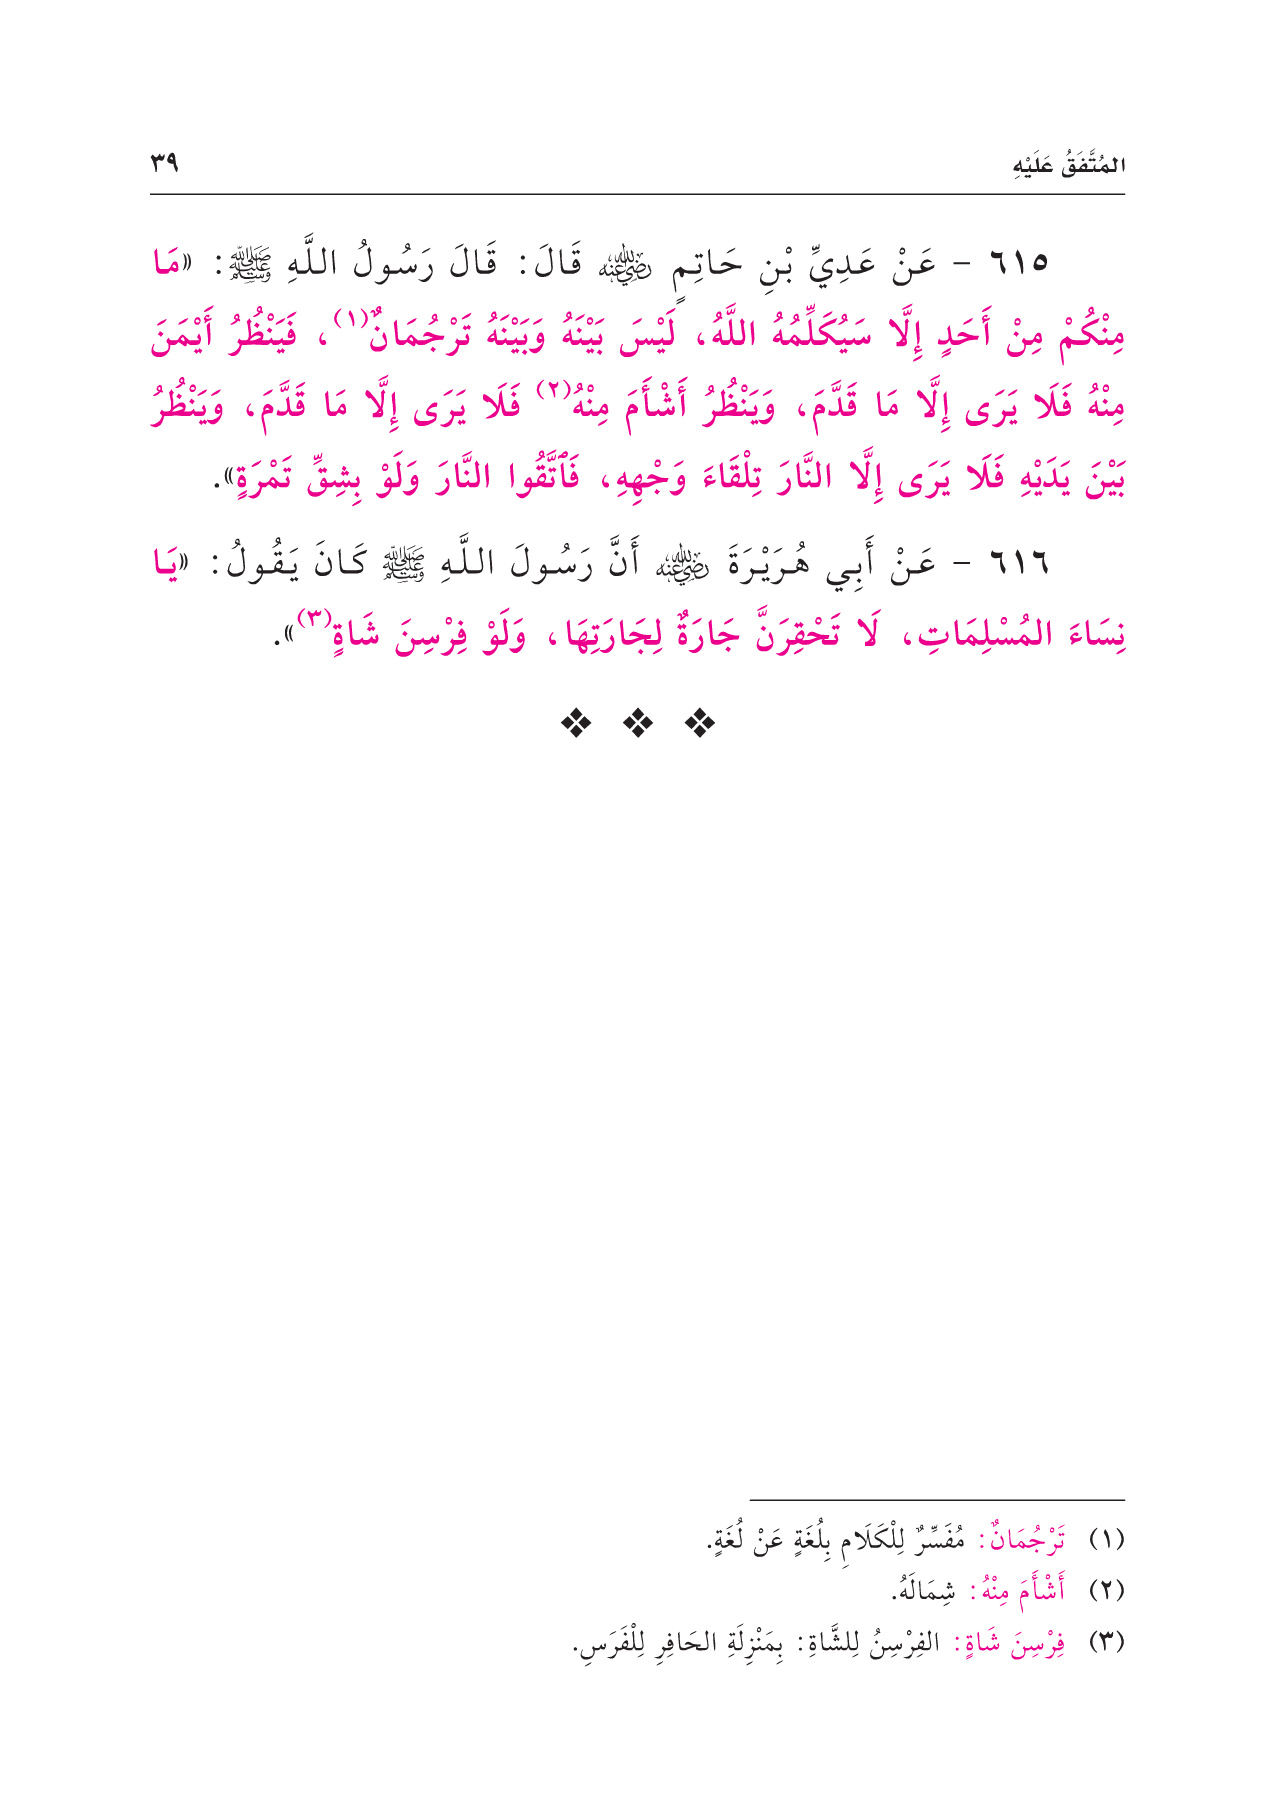 المُتَّفَقُ عَلَيْهِ ٣٩
٦١٥ - عَنْ عَدِيِّ بْنِ حَاتِمٍ رضي الله عنه قَالَ: قَالَ رَسُولُ اللَّهِ ﷺ: «مَا
مِنْكُمْ مِنْ أَحَدٍ إِلَّا سَيُكَلِّمُهُ اللَّهُ، لَيْسَ بَيْنَهُ وَبَيْنَهُ تَرْجُمَانٌ(١)، فَيَنْظُرُ أَيْمَنَ
مِنْهُ فَلَا يَرَى إِلَّا مَا قَدَّمَ، وَيَنْظُرُ أَشْأَمَ مِنْهُ(٢) فَلَا يَرَى إِلَّا مَا قَدَّمَ، وَيَنْظُرُ
بَيْنَ يَدَيْهِ فَلَا يَرَى إِلَّا النَّارَ تِلْقَاءَ وَجْهِهِ، فَٱتَّقُوا النَّارَ وَلَوْ بِشِقِّ تَمْرَةٍ».
٦١٦ - عَنْ أَبِي هُرَيْرَةَ رضي الله عنه أَنَّ رَسُولَ اللَّهِ ﷺ كَانَ يَقُولُ: «يَا
نِسَاءَ المُسْلِمَاتِ، لَا تَحْقِرَنَّ جَارَةٌ لِجَارَتِهَا، وَلَوْ فِرْسِنَ شَاةٍ(٣)».
❖ ❖ ❖
(١) تَرْجُمَانٌ: مُفَسِّرٌ لِلْكَلَامِ بِلُغَةٍ عَنْ لُغَةٍ.
(٢) أَشْأَمَ مِنْهُ: شِمَالَهُ.
(٣) فِرْسِنَ شَاةٍ: الفِرْسِنُ لِلشَّاةِ: بِمَنْزِلَةِ الحَافِرِ لِلْفَرَسِ.